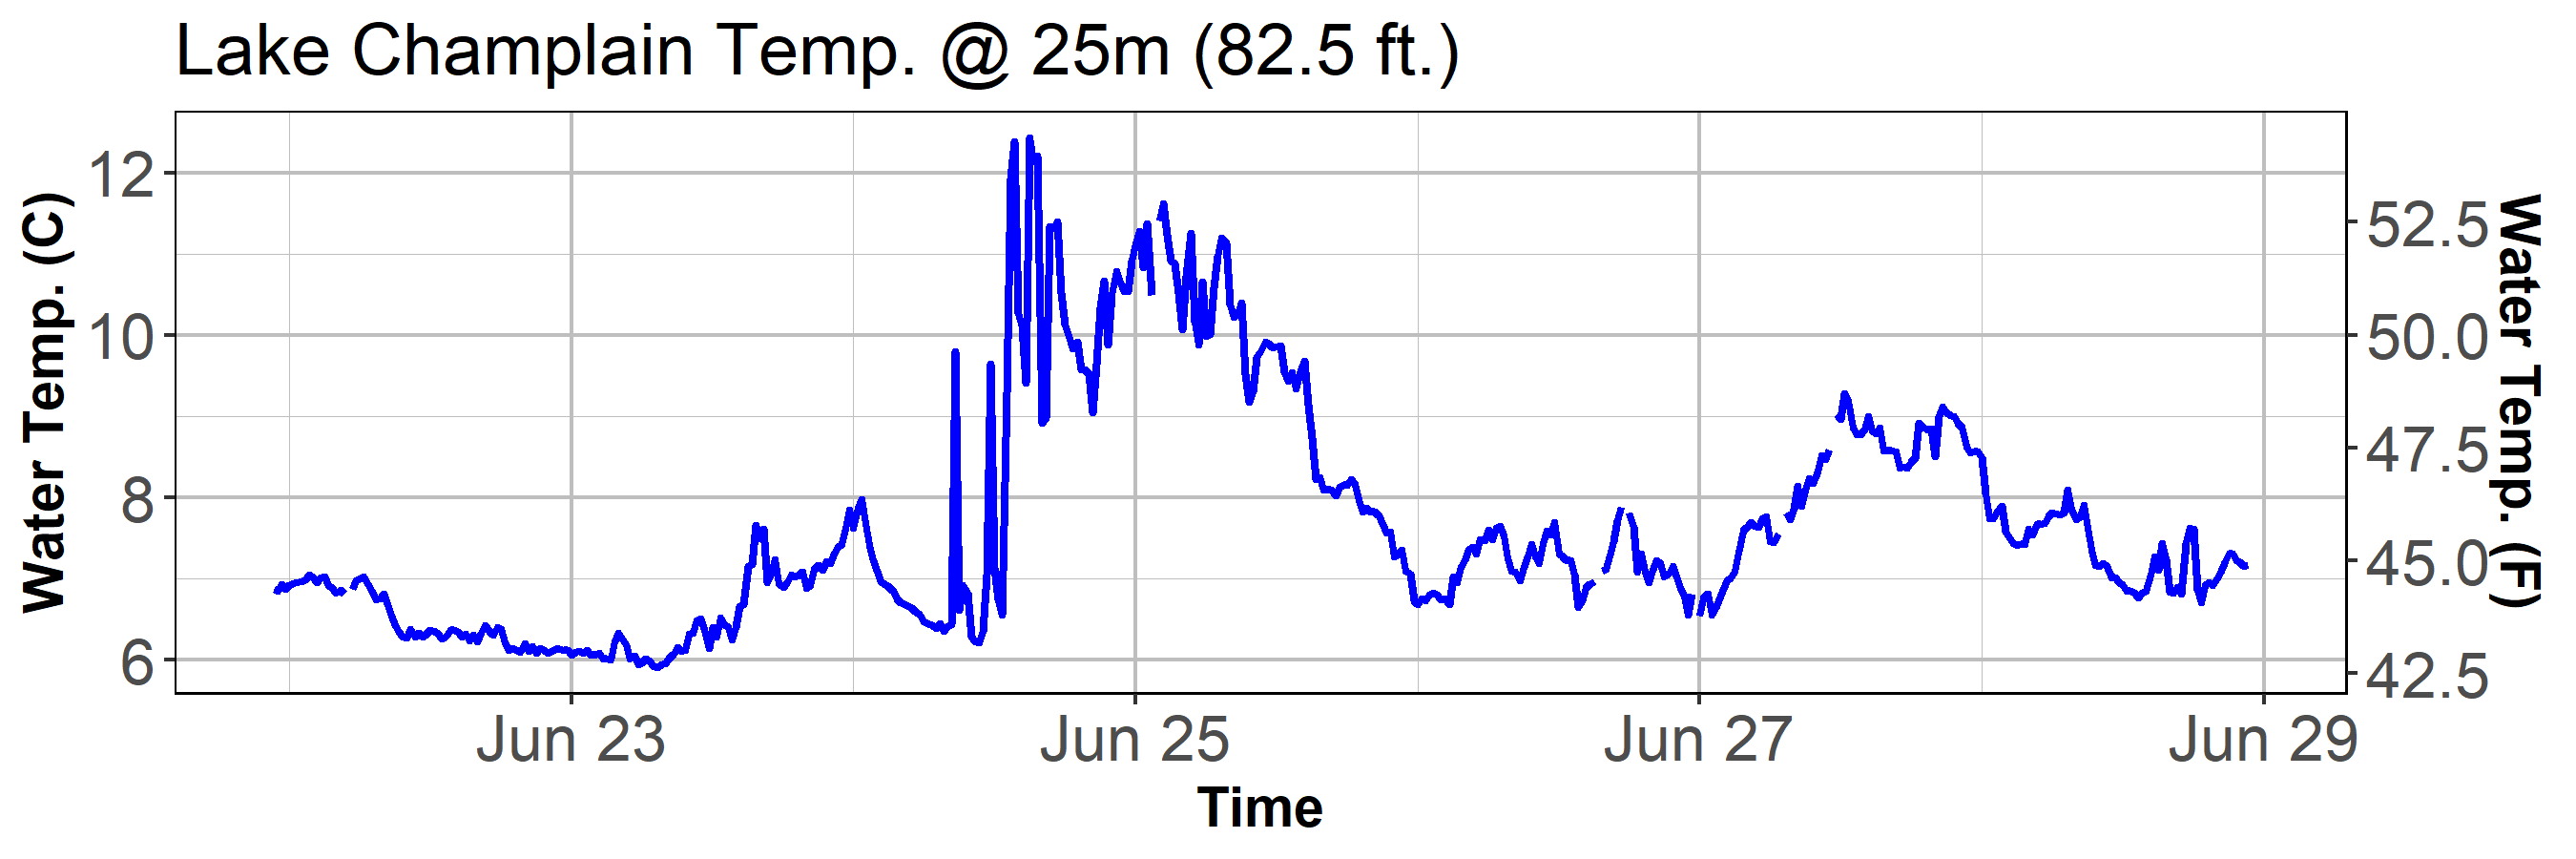 Lake Champlain Temp. @ 25m (82.5 ft.)
Water Temp. (C)
12
10
8
6
52.5
50.0
47.5
45.0
42.5
Water Temp. (F)
Jun 23 Jun 25 Jun 27 Jun 29
Time